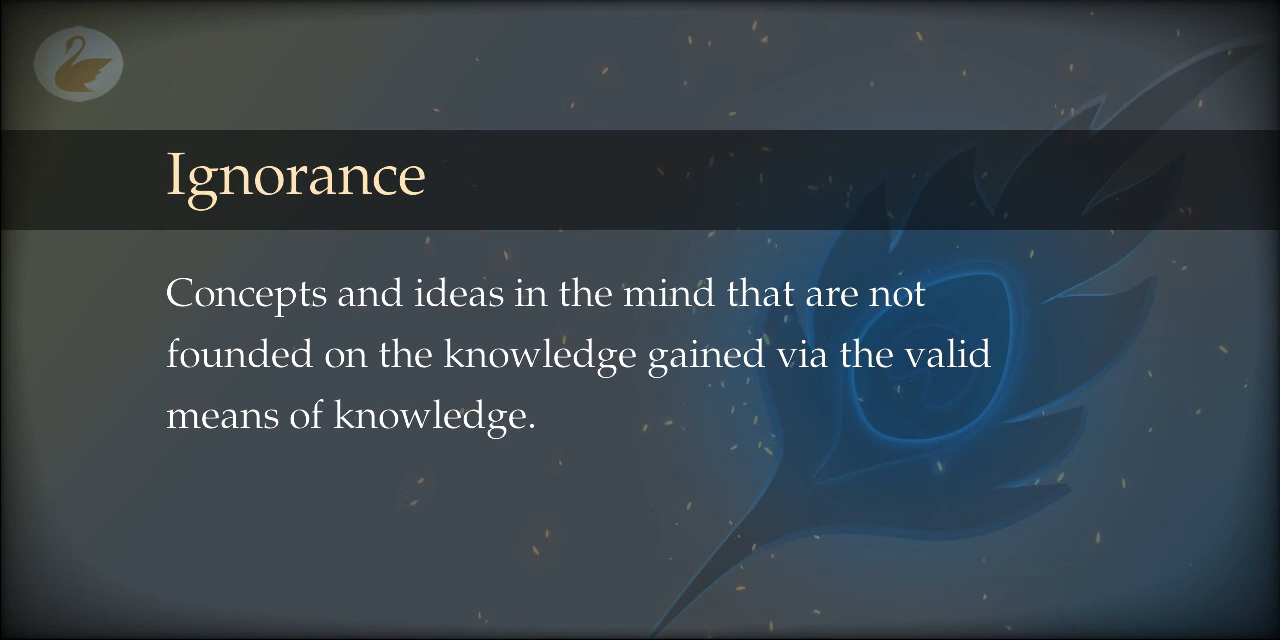 Ignorance
Concepts and ideas in the mind that are not
founded on the knowledge gained via the valid
means of knowledge.